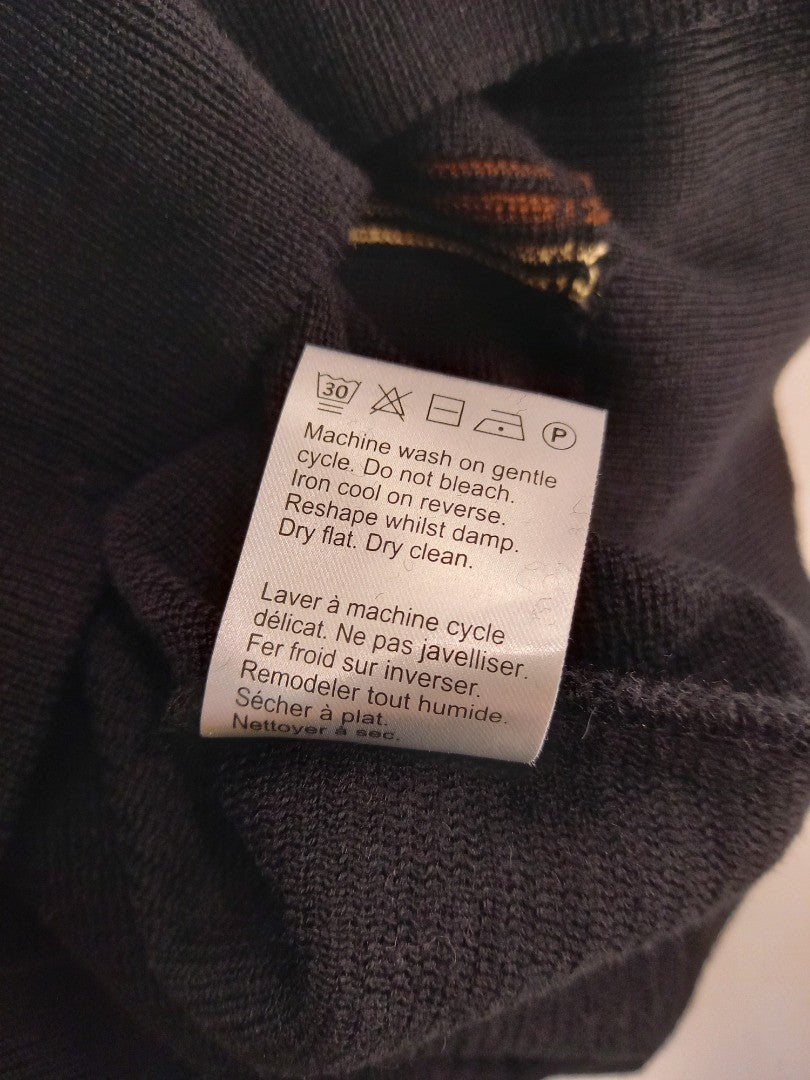 30 P
Machine wash on gentle
cycle. Do not bleach.
Iron cool on reverse.
Reshape whilst damp.
Dry flat. Dry clean.
Laver à machine cycle
délicat. Ne pas javelliser.
Fer froid sur inverser.
Remodeler tout humide.
Sécher à plat.
Nettoyer à sec.